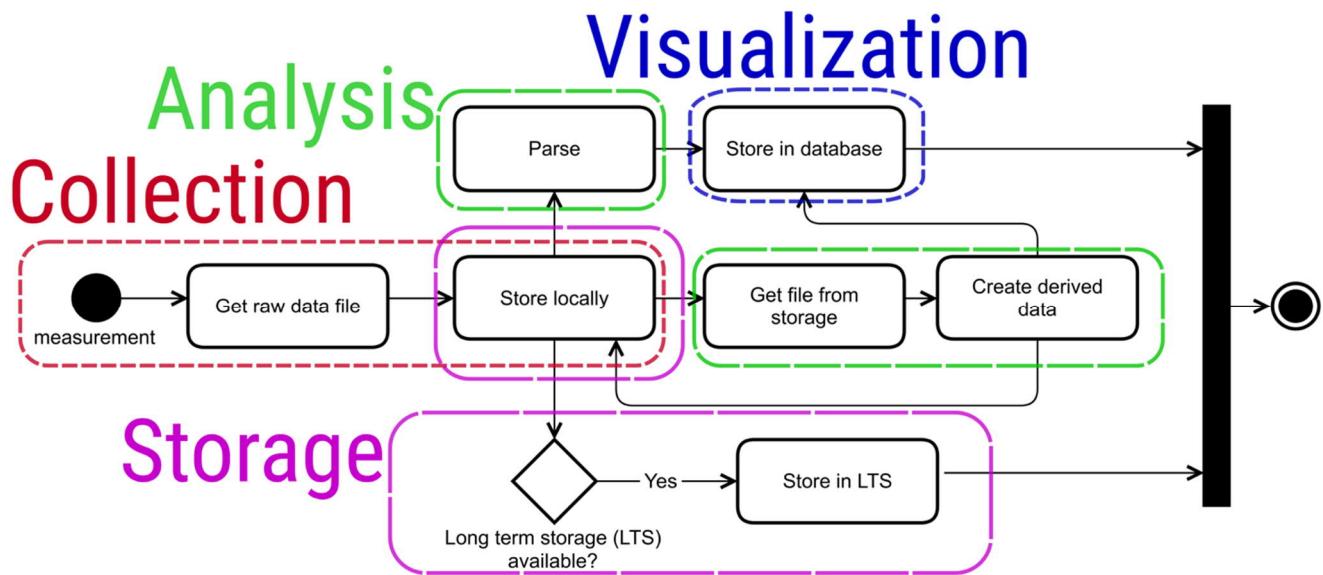 Visualization
Analysis
Collection
Parse
Store in database
measurement
Get raw data file
Store locally
Get file from
storage
Create derived
data
Storage
Yes
Store in LTS
Long term storage (LTS)
available?